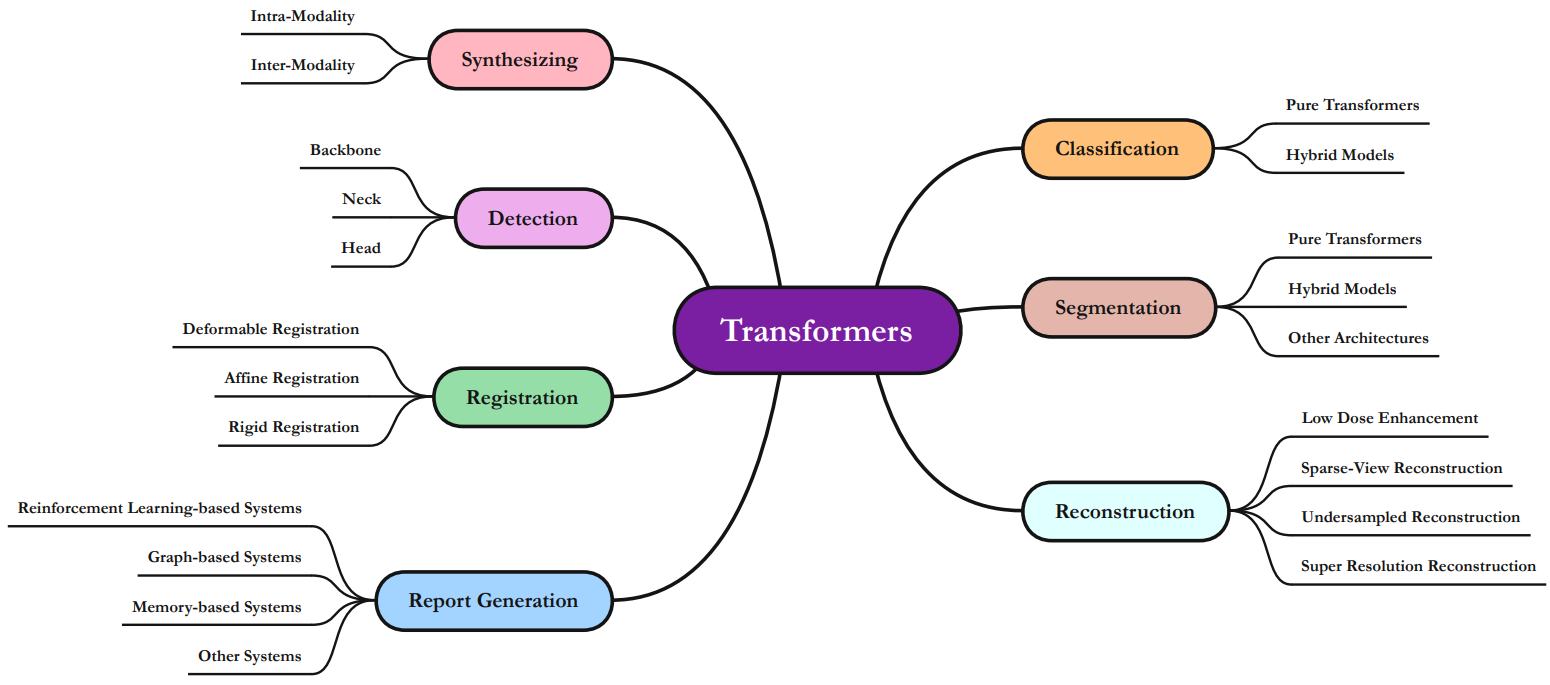 Intra-Modality
Inter-Modality
Synthesizing
Backbone
Neck
Head
Detection
Deformable Registration
Affine Registration
Rigid Registration
Registration
Reinforcement Learning-based Systems
Graph-based Systems
Memory-based Systems
Other Systems
Report Generation
Transformers
Classification
Pure Transformers
Hybrid Models
Segmentation
Pure Transformers
Hybrid Models
Other Architectures
Reconstruction
Low Dose Enhancement
Sparse-View Reconstruction
Undersampled Reconstruction
Super Resolution Reconstruction